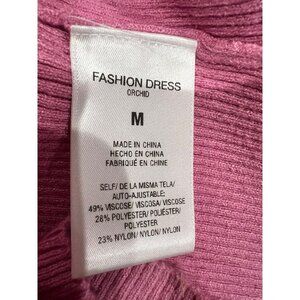 FASHION DRESS
ORCHID
M
MADE IN CHINA
HECHO EN CHINA
FABRIQUÉ EN CHINE
SELF/ DE LA MISMA TELA/
AUTO-AJUSTABLE:
49% VISCOSE/ VISCOSA/ VISCOSE
28% POLYESTER/ POLIÉSTER/
POLYESTER
23% NYLON/ NYLON/ NYLON